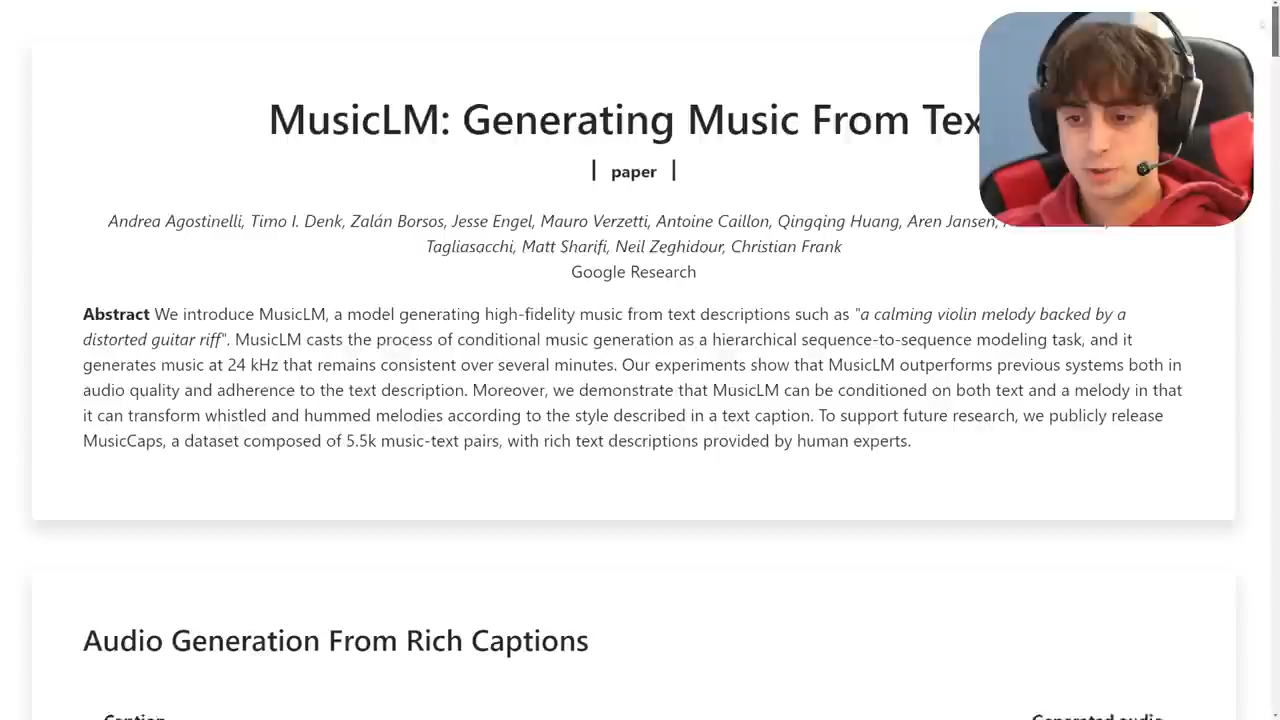 MusicLM: Generating Music From Tex
| paper |
Andrea Agostinelli, Timo I. Denk, Zalán Borsos, Jesse Engel, Mauro Verzetti, Antoine Caillon, Qingqing Huang, Aren Jansen,
Tagliasacchi, Matt Sharifi, Neil Zeghidour, Christian Frank
Google Research
Abstract We introduce MusicLM, a model generating high-fidelity music from text descriptions such as "a calming violin melody backed by a
distorted guitar riff". MusicLM casts the process of conditional music generation as a hierarchical sequence-to-sequence modeling task, and it
generates music at 24 kHz that remains consistent over several minutes. Our experiments show that MusicLM outperforms previous systems both in
audio quality and adherence to the text description. Moreover, we demonstrate that MusicLM can be conditioned on both text and a melody in that
it can transform whistled and hummed melodies according to the style described in a text caption. To support future research, we publicly release
MusicCaps, a dataset composed of 5.5k music-text pairs, with rich text descriptions provided by human experts.
Audio Generation From Rich Captions
Caption Generated audio